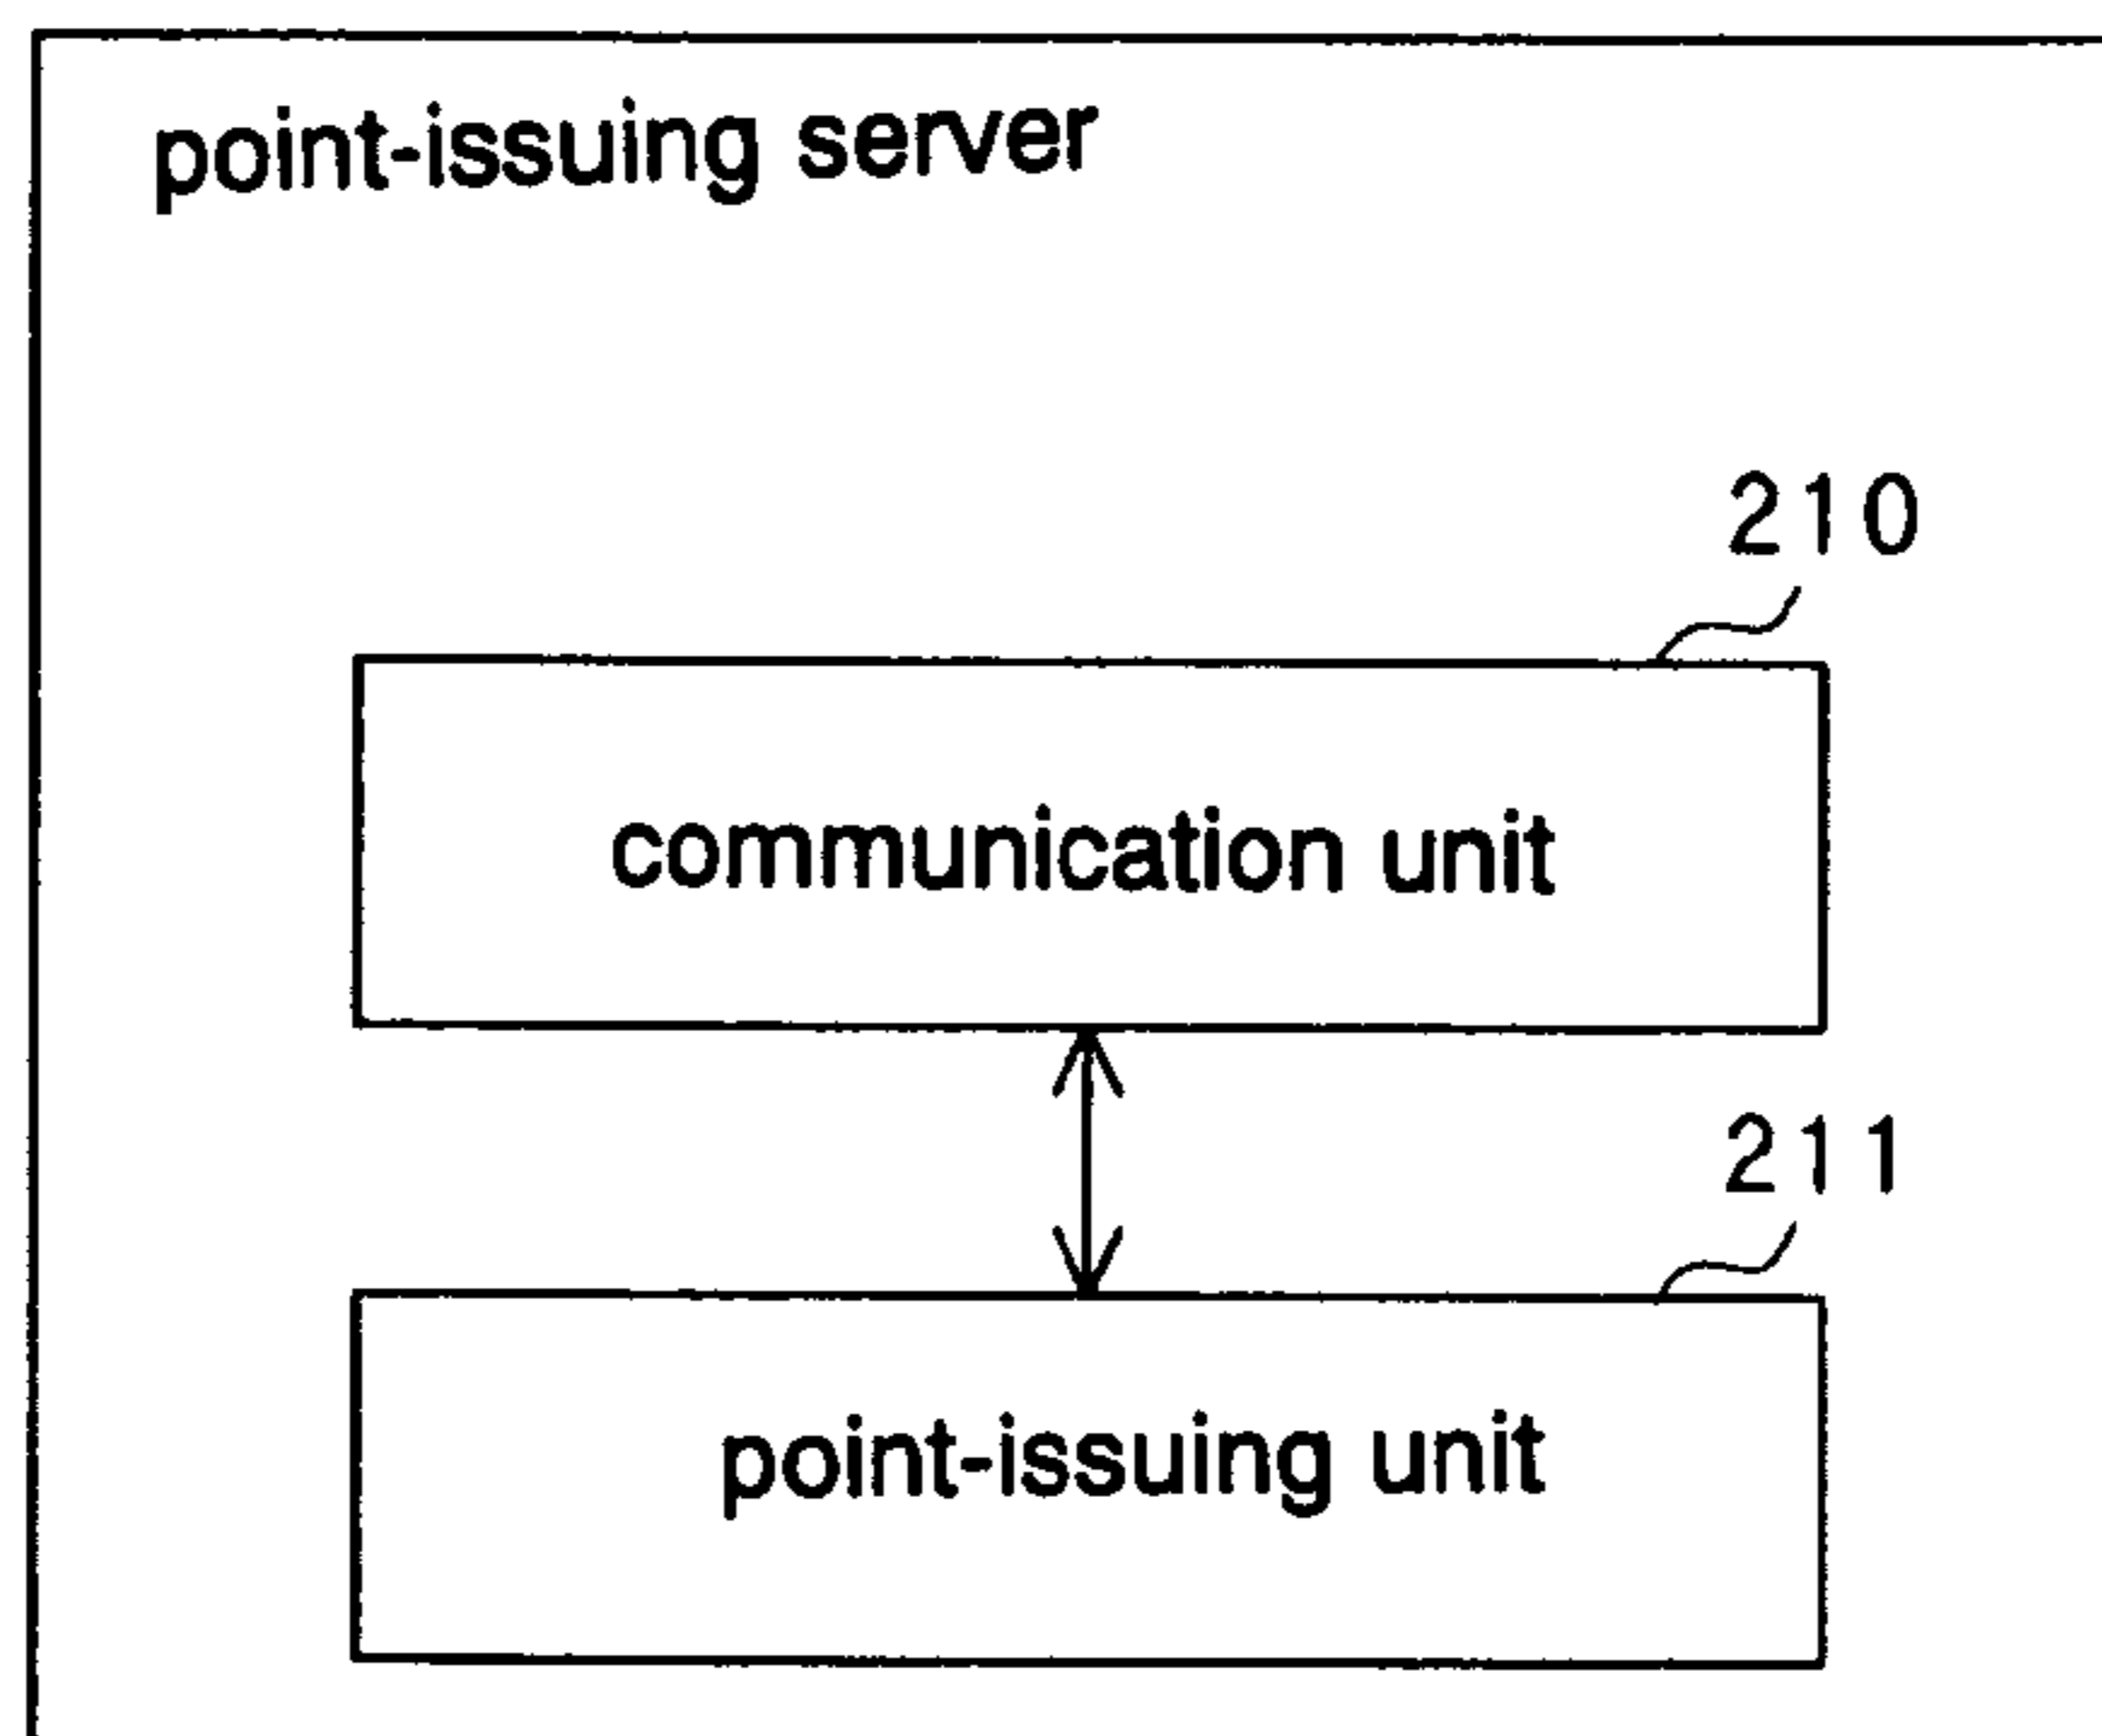 point-issuing server
210
communication unit
211
point-issuing unit